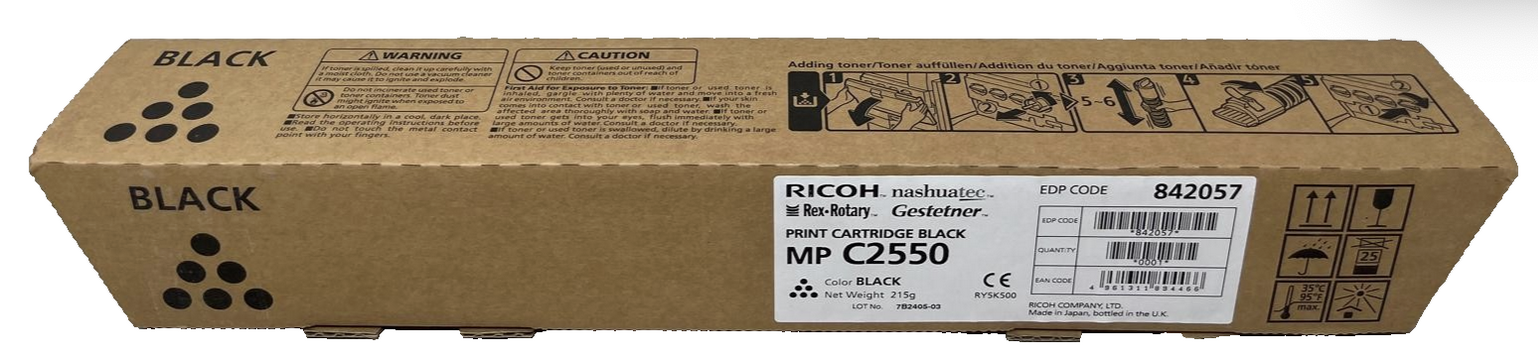 BLACK
WARNING
If toner is spilled, clean it up carefully with
a moist cloth. Do not use a vacuum cleaner
it may cause it to ignite and explode.
Do not incinerate used toner or
toner containers. Toner dust
might ignite when exposed to
an open flame.
■Store horizontally in a cool, dark place.
■Read the operating instructions before
use. ■Do not touch the metal contact
point with your fingers.
CAUTION
Keep toner (used or unused) and
toner containers out of reach of
children.
First Aid for Exposure to Toner: ■If toner or used toner is
inhaled, gargle with plenty of water and move into a fresh
air environment. Consult a doctor if necessary. ■If your skin
comes into contact with toner or used toner, wash the
affected area thoroughly with soap and water. ■If toner or
used toner gets into your eyes, flush immediately with
large amounts of water. Consult a doctor if necessary.
■If toner or used toner is swallowed, dilute by drinking a large
amount of water. Consult a doctor if necessary.
Adding toner/Toner auffüllen/Addition du toner/Aggiunta toner/Añadir tóner
1 2 3 4 5
5~6
BLACK
RICOH™ nashuatec™
Rex•Rotary™ Gestetner™
PRINT CARTRIDGE BLACK
MP C2550
Color BLACK
Net Weight 215g
LOT No. 7B2405-03
CE
RYSK500
EDP CODE 842057
EDP CODE
*842057*
QUANTITY
*0001*
EAN CODE
4 961311 894466
RICOH COMPANY, LTD.
Made in Japan, bottled in the U.K.
25
35°C
95°F
max.